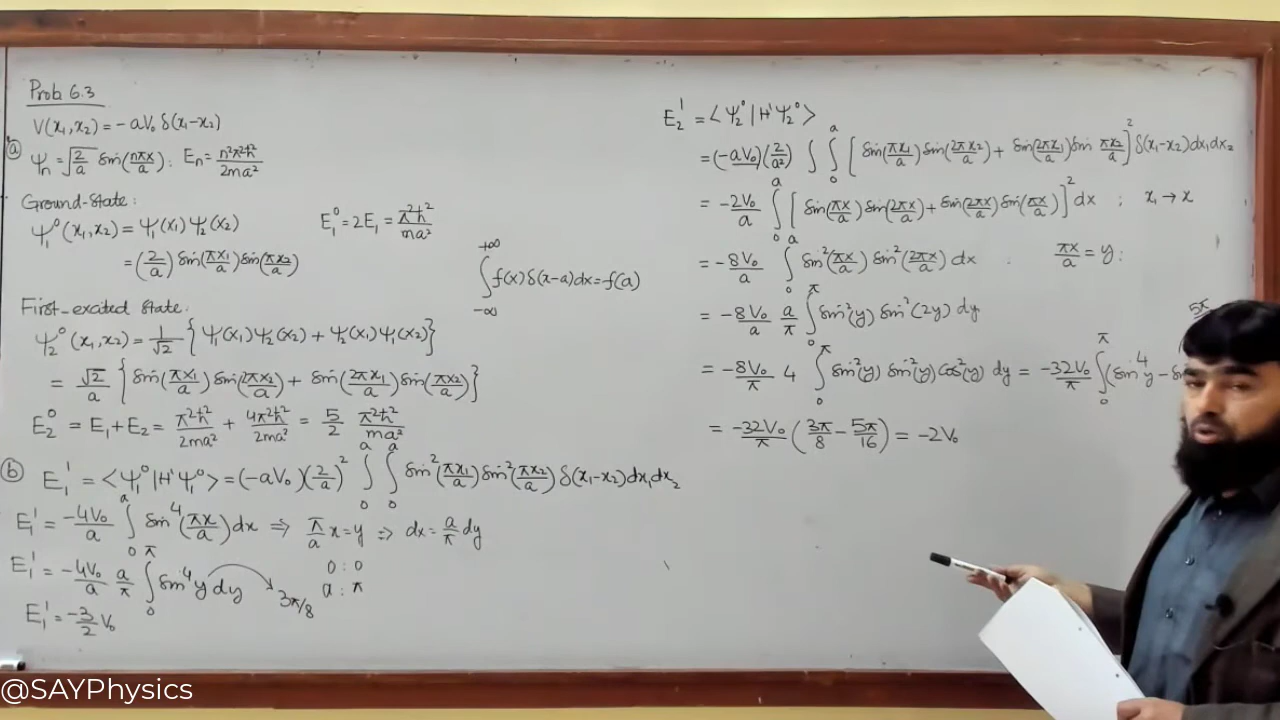 Prob. 6.3
V(x₁,x₂) = -aV₀ δ(x₁-x₂)
ⓐ ψn = √(2/a) Sin(nπx/a) : En = n²π²ħ²/2ma²
Ground-State:
ψ₁⁰(x₁,x₂) = ψ₁(x₁)ψ₂(x₂) E₁⁰ = 2E₁ = π²ħ²/ma²
= (2/a) Sin(πx₁/a) Sin(πx₂/a)
∫_{-∞}^{+∞} f(x) δ(x-a)dx = f(a)
First-excited State:
ψ₂⁰(x₁,x₂) = 1/√2 { ψ₁(x₁)ψ₂(x₂) + ψ₂(x₁)ψ₁(x₂) }
= √2/a { Sin(πx₁/a) Sin(2πx₂/a) + Sin(2πx₁/a) Sin(πx₂/a) }
E₂⁰ = E₁+E₂ = π²ħ²/2ma² + 4π²ħ²/2ma² = 5/2 π²ħ²/ma²
ⓑ E₁¹ = <ψ₁⁰|H'ψ₁⁰> = (-aV₀)(2/a)² ∫₀^a ∫₀^a Sin²(πx₁/a) Sin²(πx₂/a) δ(x₁-x₂)dx₁dx₂
E₁¹ = -4V₀/a ∫₀^a Sin⁴(πx/a)dx ⇒ π/a x=y ⇒ dx = a/π dy
0 : 0
a : π
E₁¹ = -4V₀/a a/π ∫₀^π Sin⁴y dy → 3π/8
E₁¹ = -3/2 V₀
E₂¹ = <ψ₂⁰|H'ψ₂⁰>
= (-aV₀)(2/a²) ∫ ∫₀^a [ Sin(πx₁/a) Sin(2πx₂/a) + Sin(2πx₁/a) Sin πx₂/a ]² δ(x₁-x₂)dx₁dx₂
= -2V₀/a ∫₀^a [ Sin(πx/a) Sin(2πx/a) + Sin(2πx/a) Sin(πx/a) ]² dx ; x₁→x
= -8V₀/a ∫₀^a Sin²(πx/a) Sin²(2πx/a) dx : πx/a = y :
= -8V₀/a a/π ∫₀^π Sin²(y) Sin²(2y) dy
5π
= -8V₀/π 4 ∫₀^π Sin²(y) Sin²(y) Cos²(y) dy = -32V₀/π ∫₀^π (Sin⁴y -
= -32V₀/π (3π/8 - 5π/16) = -2V₀
@SAYPhysics